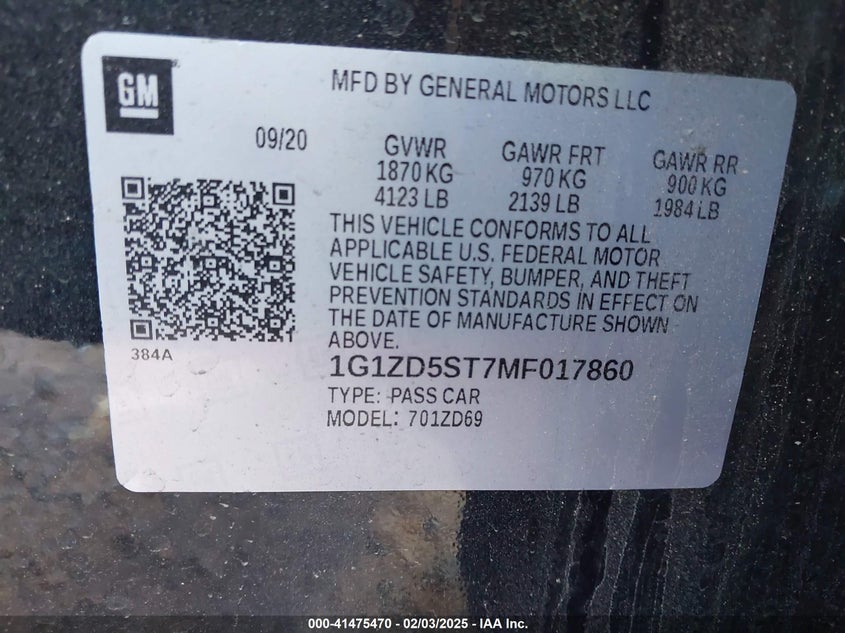 GM
MFD BY GENERAL MOTORS LLC
09/20
GVWR
1870 KG
4123 LB
GAWR FRT
970 KG
2139 LB
GAWR RR
900 KG
1984 LB
THIS VEHICLE CONFORMS TO ALL
APPLICABLE U.S. FEDERAL MOTOR
VEHICLE SAFETY, BUMPER, AND THEFT
PREVENTION STANDARDS IN EFFECT ON
THE DATE OF MANUFACTURE SHOWN
ABOVE.
384A
1G1ZD5ST7MF017860
TYPE: PASS CAR
MODEL: 701ZD69
000-41475470 - 02/03/2025 - IAA Inc.